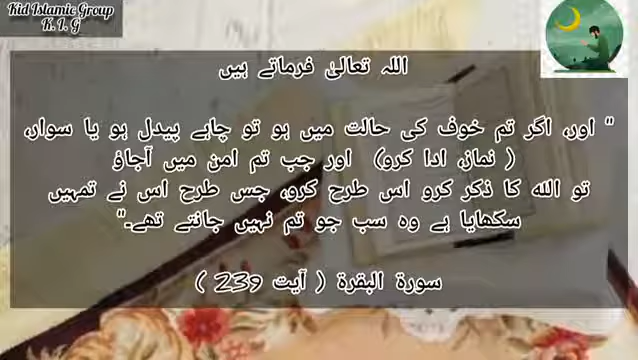 Kid Islamic Group
K. I. G
اللہ تعالیٰ فرماتے ہیں
" اور، اگر تم خوف کی حالت میں ہو تو چاہے پیدل ہو یا سوار،
( نماز، ادا کرو) اور جب تم امن میں آجاؤ
تو اللہ کا ذکر کرو اس طرح کرو، جس طرح اس نے تمہیں
سکھایا ہے وہ سب جو تم نہیں جانتے تھے۔"
سورۃ البقرۃ ( آیت 239 )